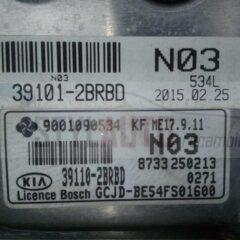 N03
N03
534L
39101-2BRBD
2015 02 25
9001090534 KF ME17.9.11
N03
8733250213
KIA 39110-2BRBD 0271
Licence Bosch GCJD-BE54FS01600